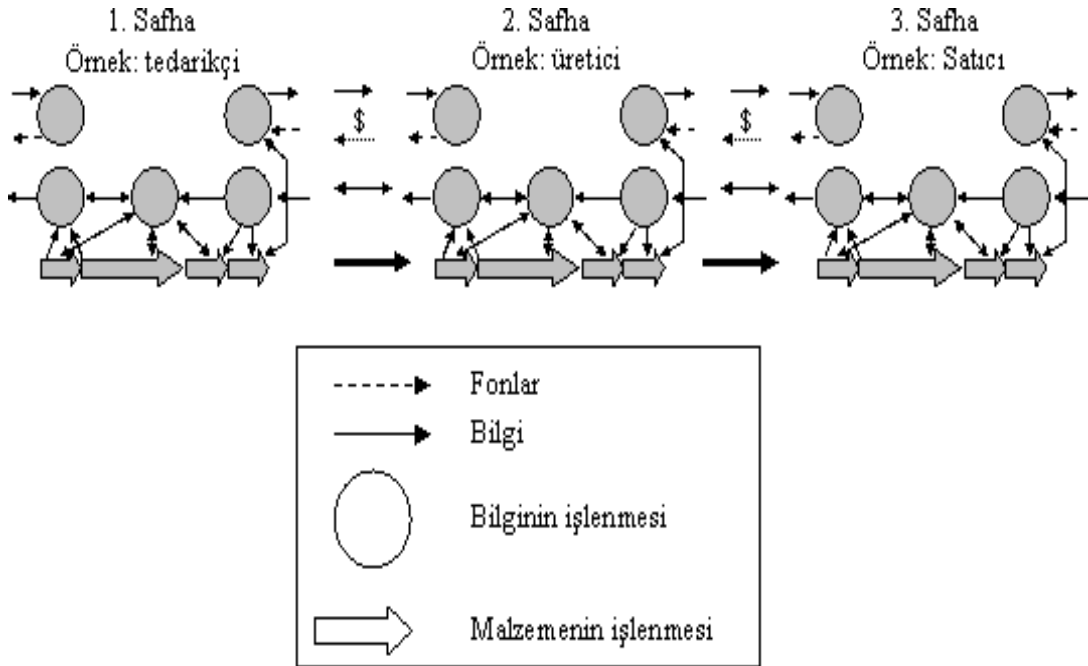 1. Safha
Örnek: tedarikçi
2. Safha
Örnek: üretici
3. Safha
Örnek: Satıcı
$
$
Fonlar
Bilgi
Bilginin işlenmesi
Malzemenin işlenmesi